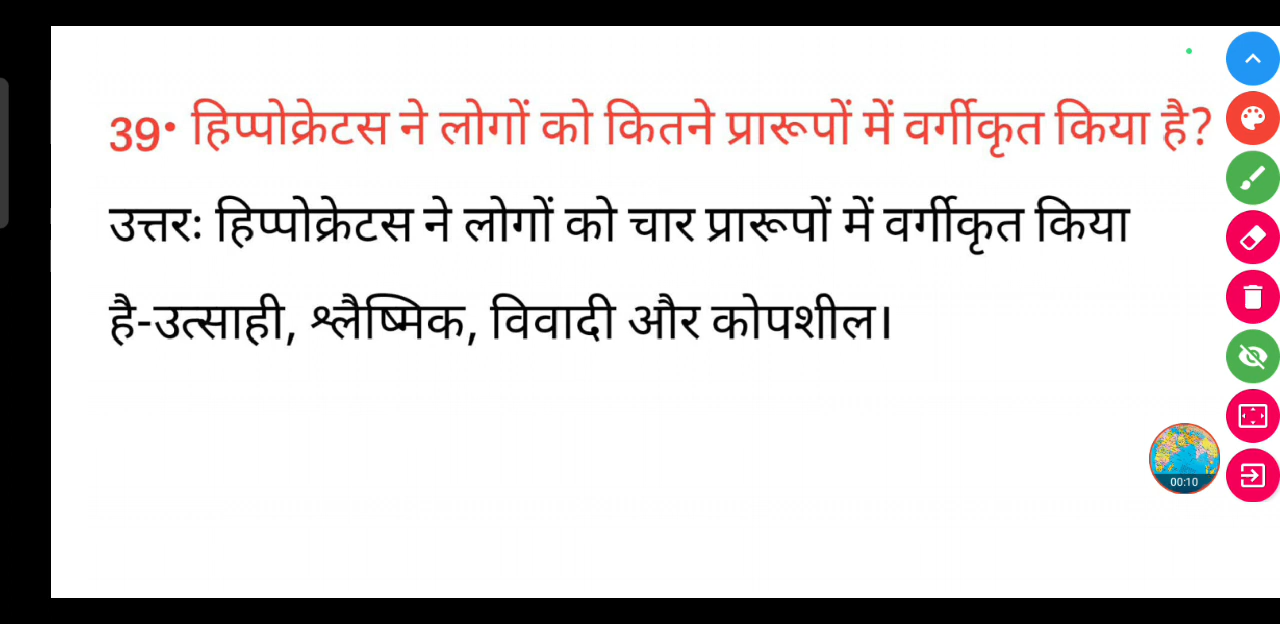 39• हिप्पोक्रेटस ने लोगों को कितने प्रारूपों में वर्गीकृत किया है?
उत्तरः हिप्पोक्रेटस ने लोगों को चार प्रारूपों में वर्गीकृत किया
है-उत्साही, श्लैष्मिक, विवादी और कोपशील।
00:10